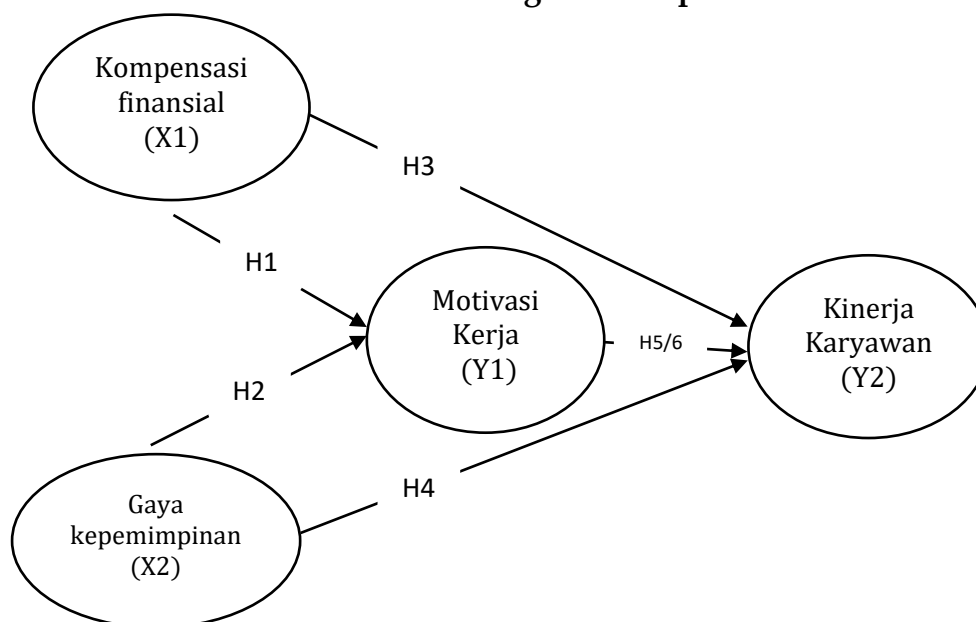 Kompensasi
finansial
(X1)
H3
H1
Motivasi
Kerja
(Y1)
H5/6
Kinerja
Karyawan
(Y2)
H2
H4
Gaya
kepemimpinan
(X2)